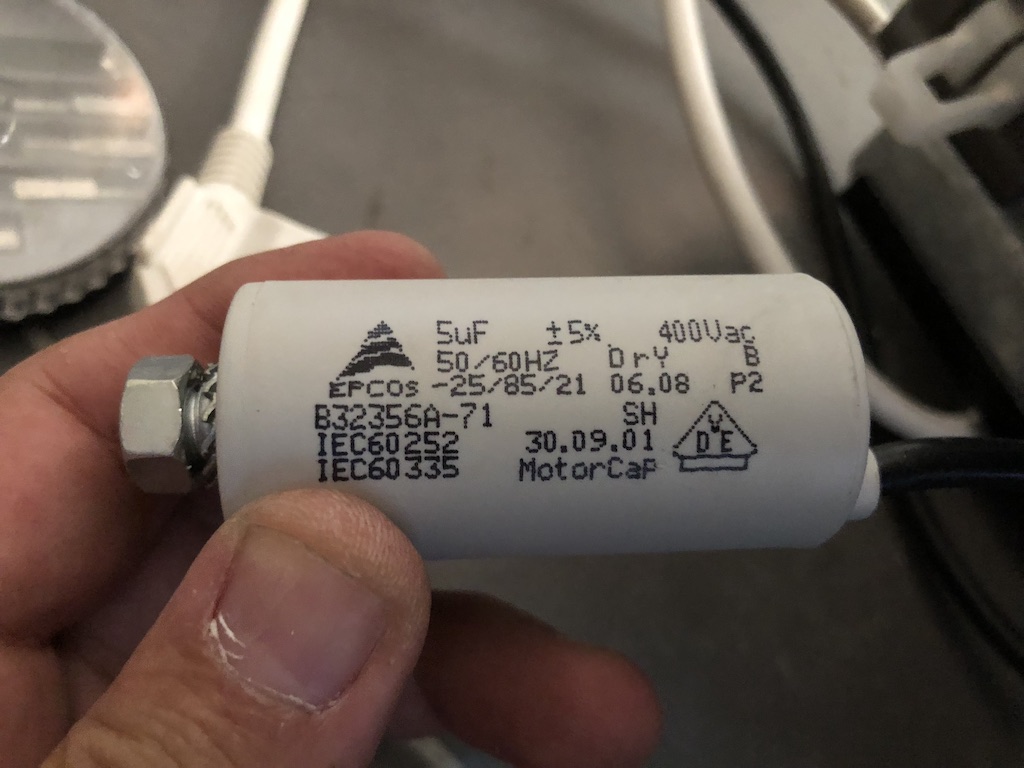 5uF ±5% 400Vac
50/60HZ DrY B
EPCOS -25/85/21 06.08 P2
B32356A-71 SH
IEC60252 30.09.01 VDE
IEC60335 MotorCap